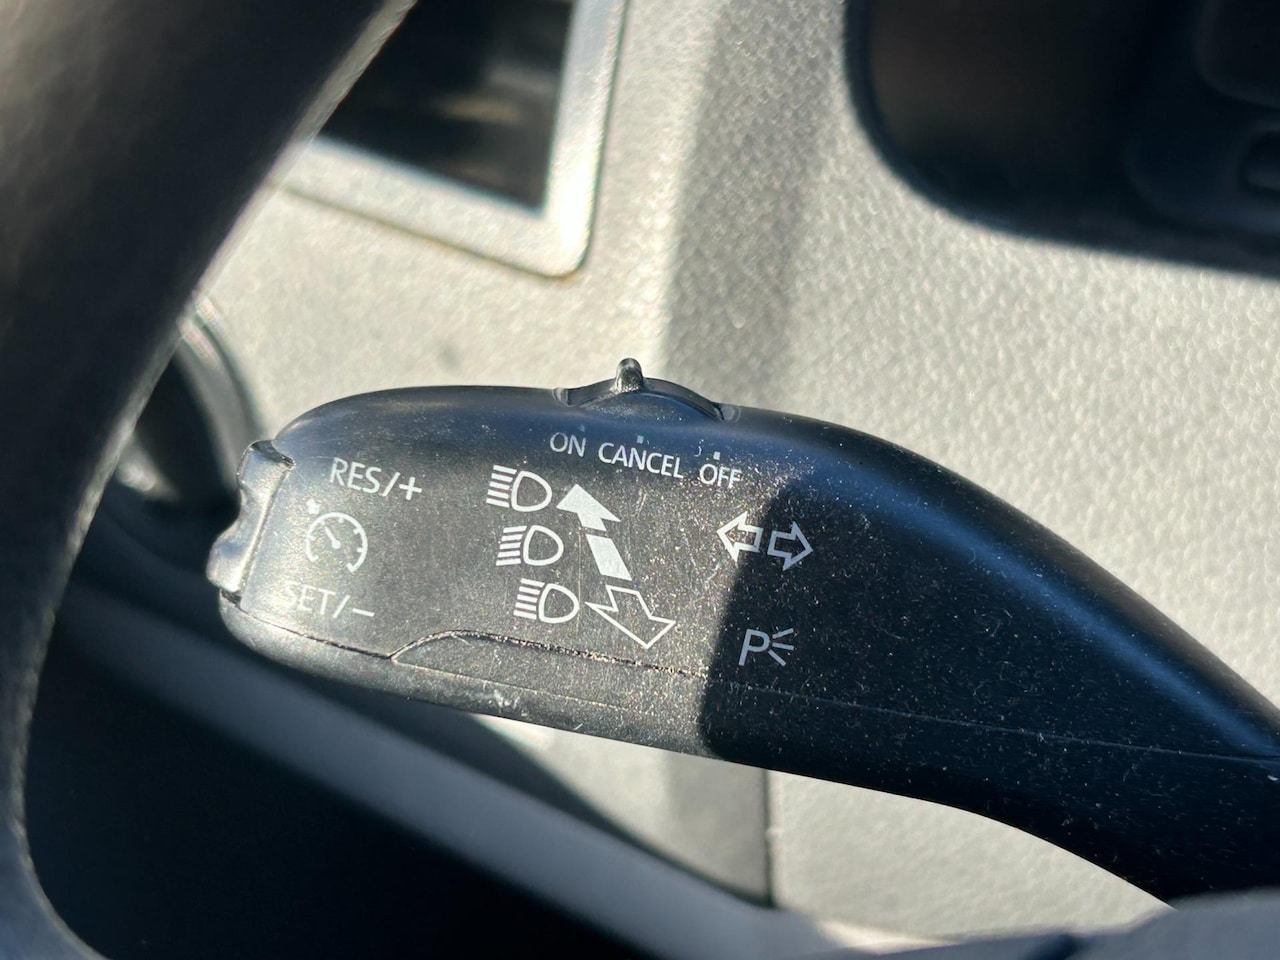 ON CANCEL OFF
RES/+
SET/–
P